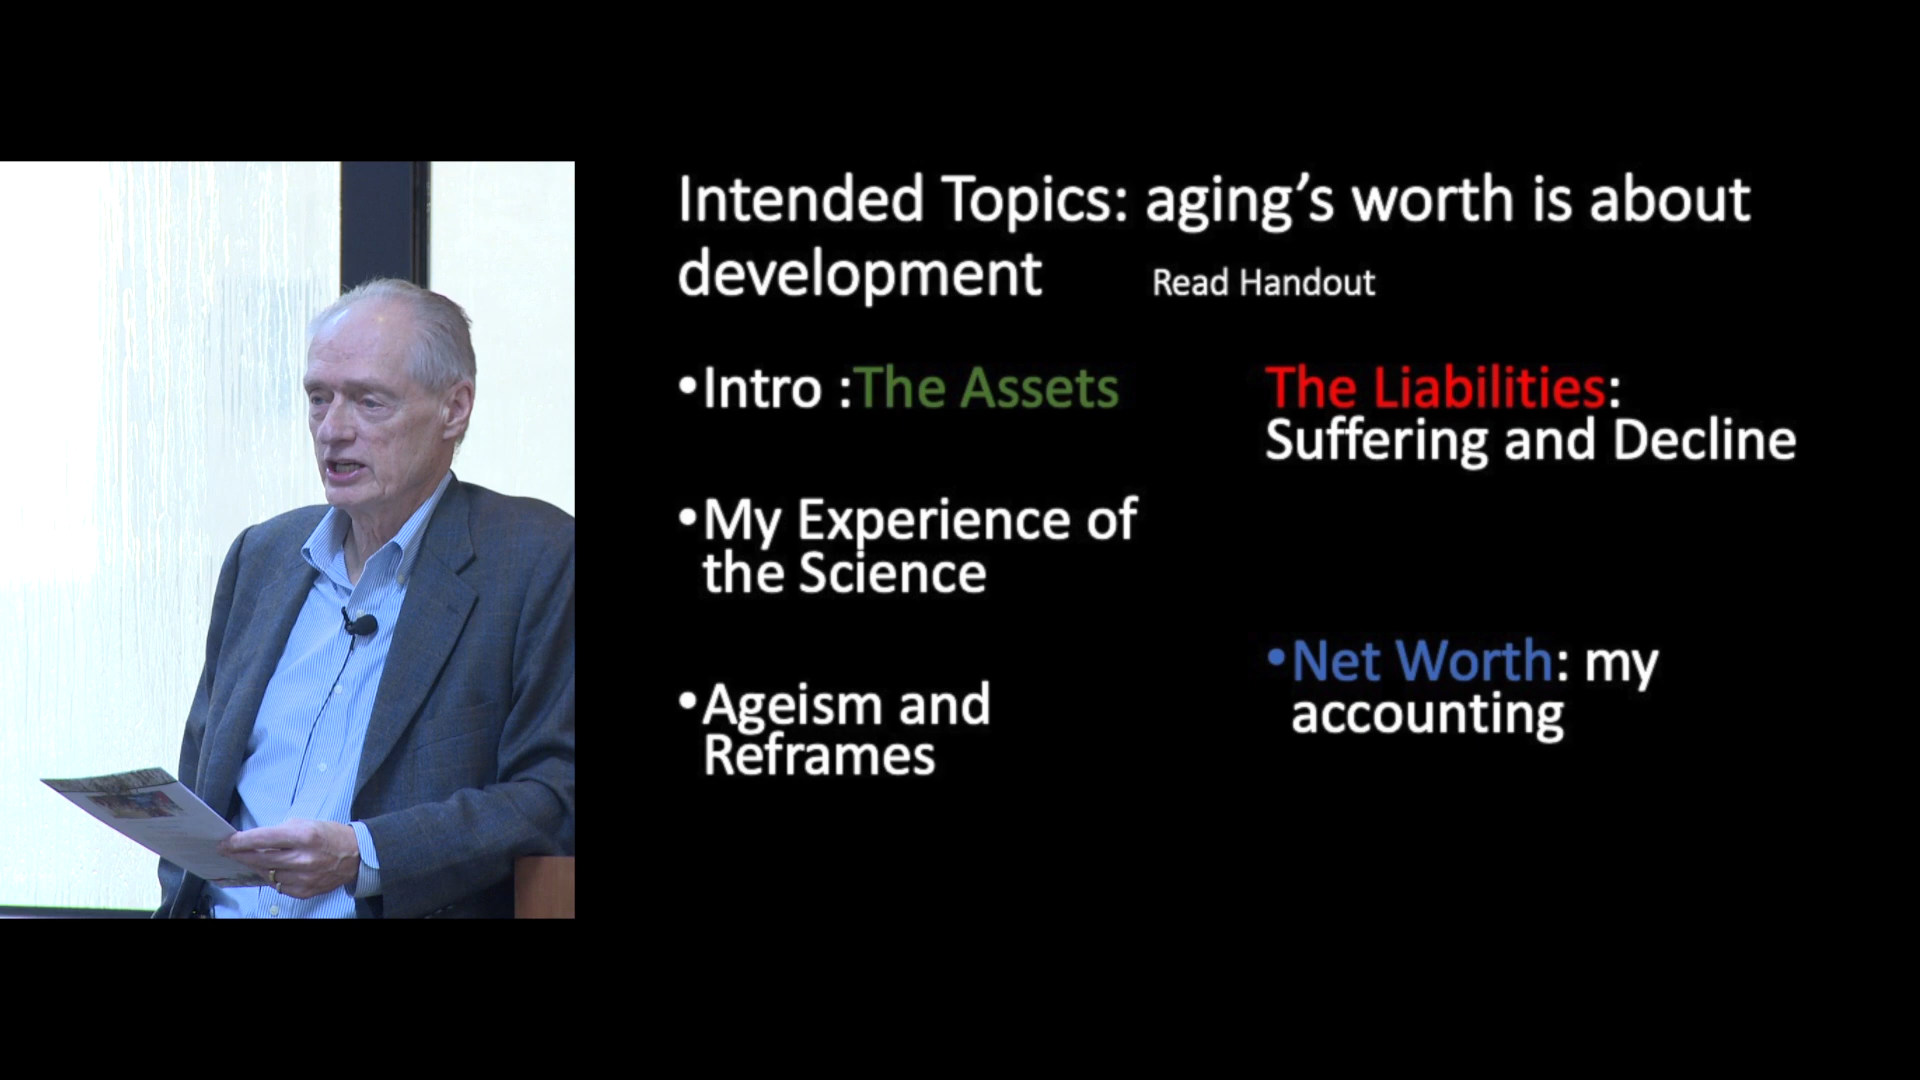 Intended Topics: aging’s worth is about
development Read Handout
•Intro :The Assets
•My Experience of
the Science
•Ageism and
Reframes
The Liabilities:
Suffering and Decline
•Net Worth: my
accounting